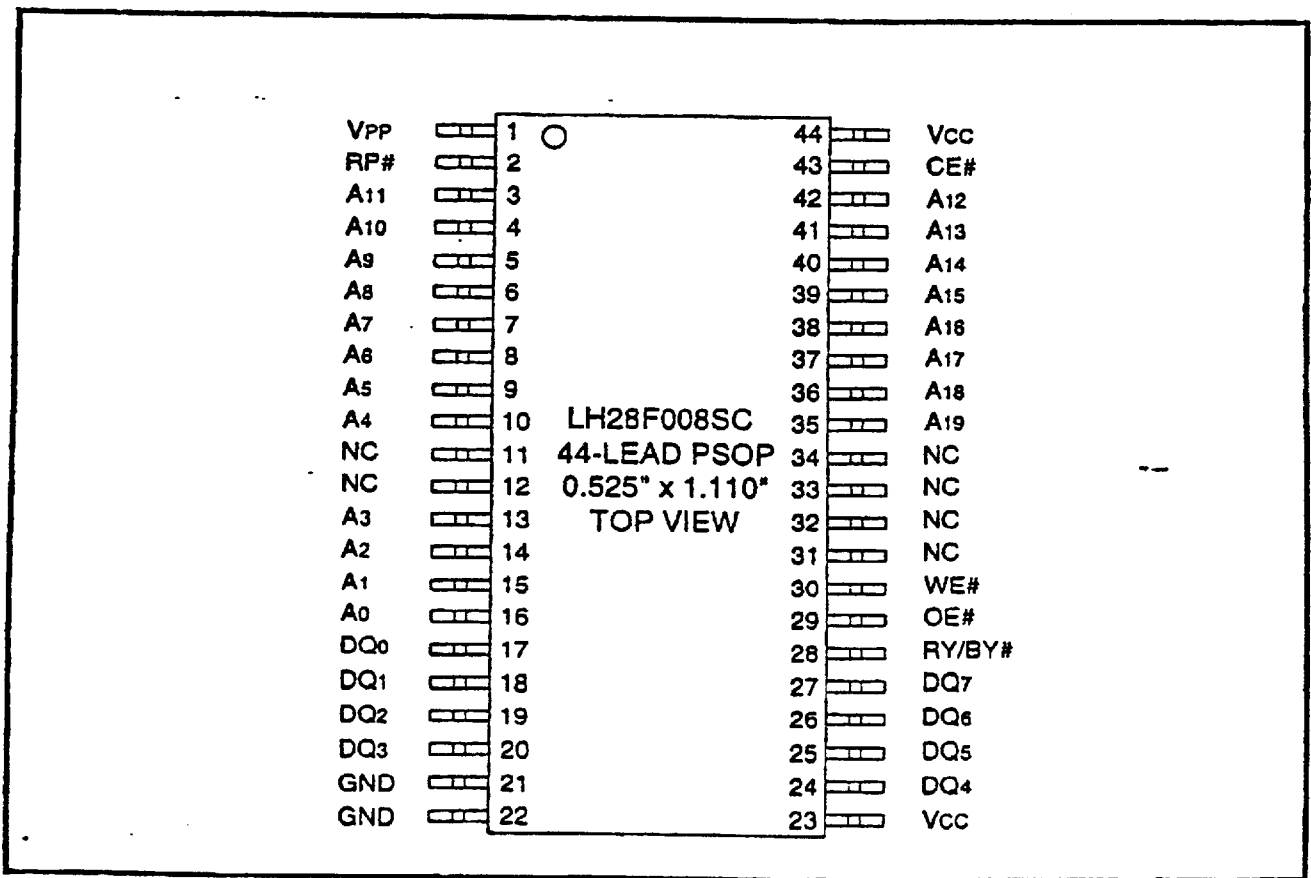 VPP 1 44 VCC
RP# 2 43 CE#
A11 3 42 A12
A10 4 41 A13
A9 5 40 A14
A8 6 39 A15
A7 7 38 A16
A6 8 37 A17
A5 9 36 A18
A4 10 LH28F008SC 35 A19
NC 11 44-LEAD PSOP 34 NC
NC 12 0.525" x 1.110" 33 NC
A3 13 TOP VIEW 32 NC
A2 14 31 NC
A1 15 30 WE#
A0 16 29 OE#
DQ0 17 28 RY/BY#
DQ1 18 27 DQ7
DQ2 19 26 DQ6
DQ3 20 25 DQ5
GND 21 24 DQ4
GND 22 23 VCC